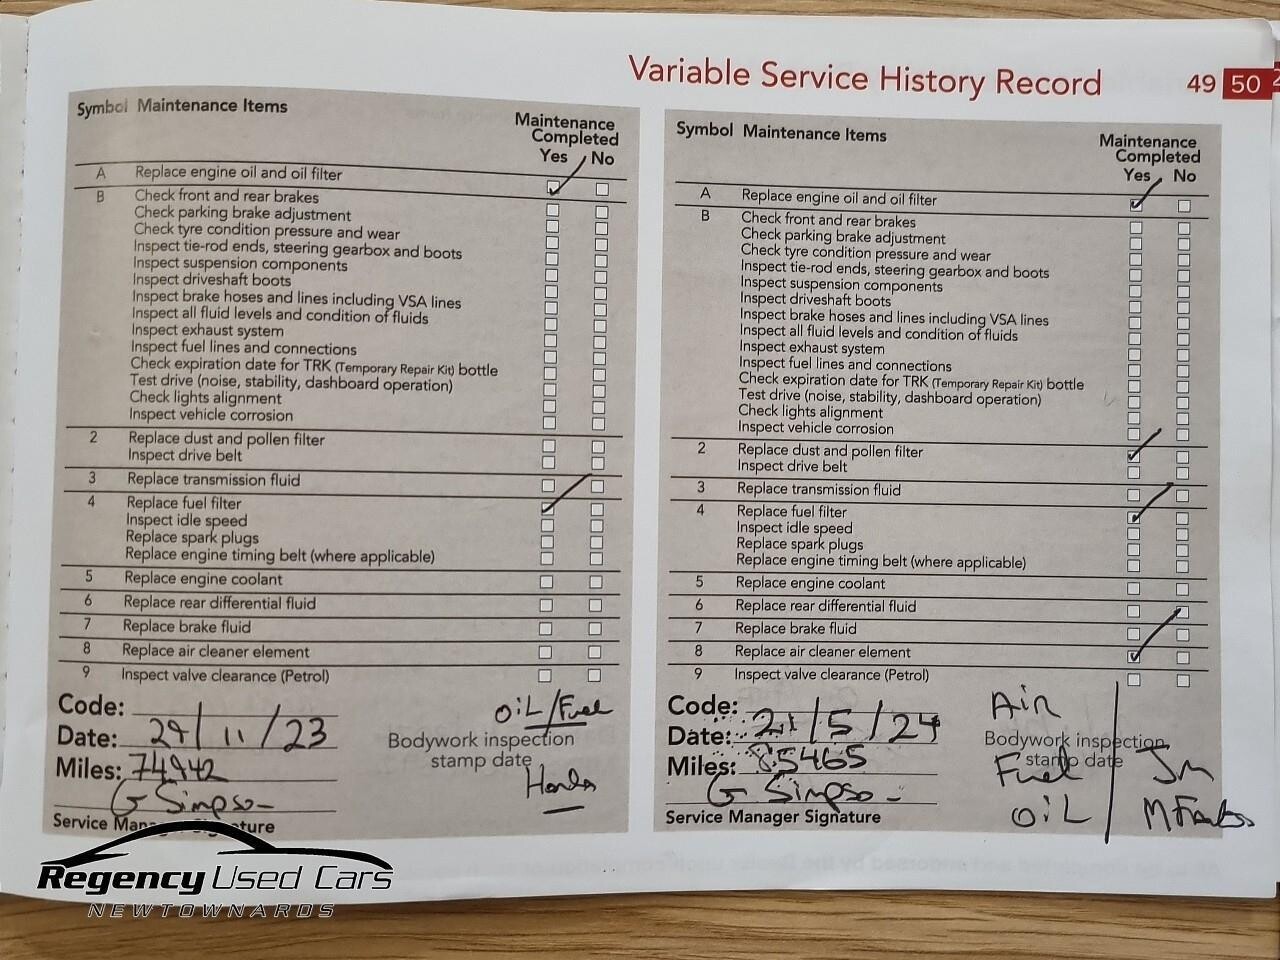 Variable Service History Record 49 50
Symbol Maintenance Items
Maintenance
Completed
Yes No
A Replace engine oil and oil filter
B Check front and rear brakes
Check parking brake adjustment
Check tyre condition pressure and wear
Inspect tie-rod ends, steering gearbox and boots
Inspect suspension components
Inspect driveshaft boots
Inspect brake hoses and lines including VSA lines
Inspect all fluid levels and condition of fluids
Inspect exhaust system
Inspect fuel lines and connections
Check expiration date for TRK (Temporary Repair Kit) bottle
Test drive (noise, stability, dashboard operation)
Check lights alignment
Inspect vehicle corrosion
2 Replace dust and pollen filter
Inspect drive belt
3 Replace transmission fluid
4 Replace fuel filter
Inspect idle speed
Replace spark plugs
Replace engine timing belt (where applicable)
5 Replace engine coolant
6 Replace rear differential fluid
7 Replace brake fluid
8 Replace air cleaner element
9 Inspect valve clearance (Petrol)
Code:
OiL/Fuel
Date: 29/11/23
Bodywork inspection
stamp date
Miles: 74942
G Simpso
Service Manager Signature
Symbol Maintenance Items
Maintenance
Completed
Yes No
A Replace engine oil and oil filter
B Check front and rear brakes
Check parking brake adjustment
Check tyre condition pressure and wear
Inspect tie-rod ends, steering gearbox and boots
Inspect suspension components
Inspect driveshaft boots
Inspect brake hoses and lines including VSA lines
Inspect all fluid levels and condition of fluids
Inspect exhaust system
Inspect fuel lines and connections
Check expiration date for TRK (Temporary Repair Kit) bottle
Test drive (noise, stability, dashboard operation)
Check lights alignment
Inspect vehicle corrosion
2 Replace dust and pollen filter
Inspect drive belt
3 Replace transmission fluid
4 Replace fuel filter
Inspect idle speed
Replace spark plugs
Replace engine timing belt (where applicable)
5 Replace engine coolant
6 Replace rear differential fluid
7 Replace brake fluid
8 Replace air cleaner element
9 Inspect valve clearance (Petrol)
Code:
Air
Date: 21/5/24
Bodywork inspection
stamp date
Miles: 85465
Fuel
G Simpso
OiL
Service Manager Signature
Regency Used Cars
NEWTOWNARDS